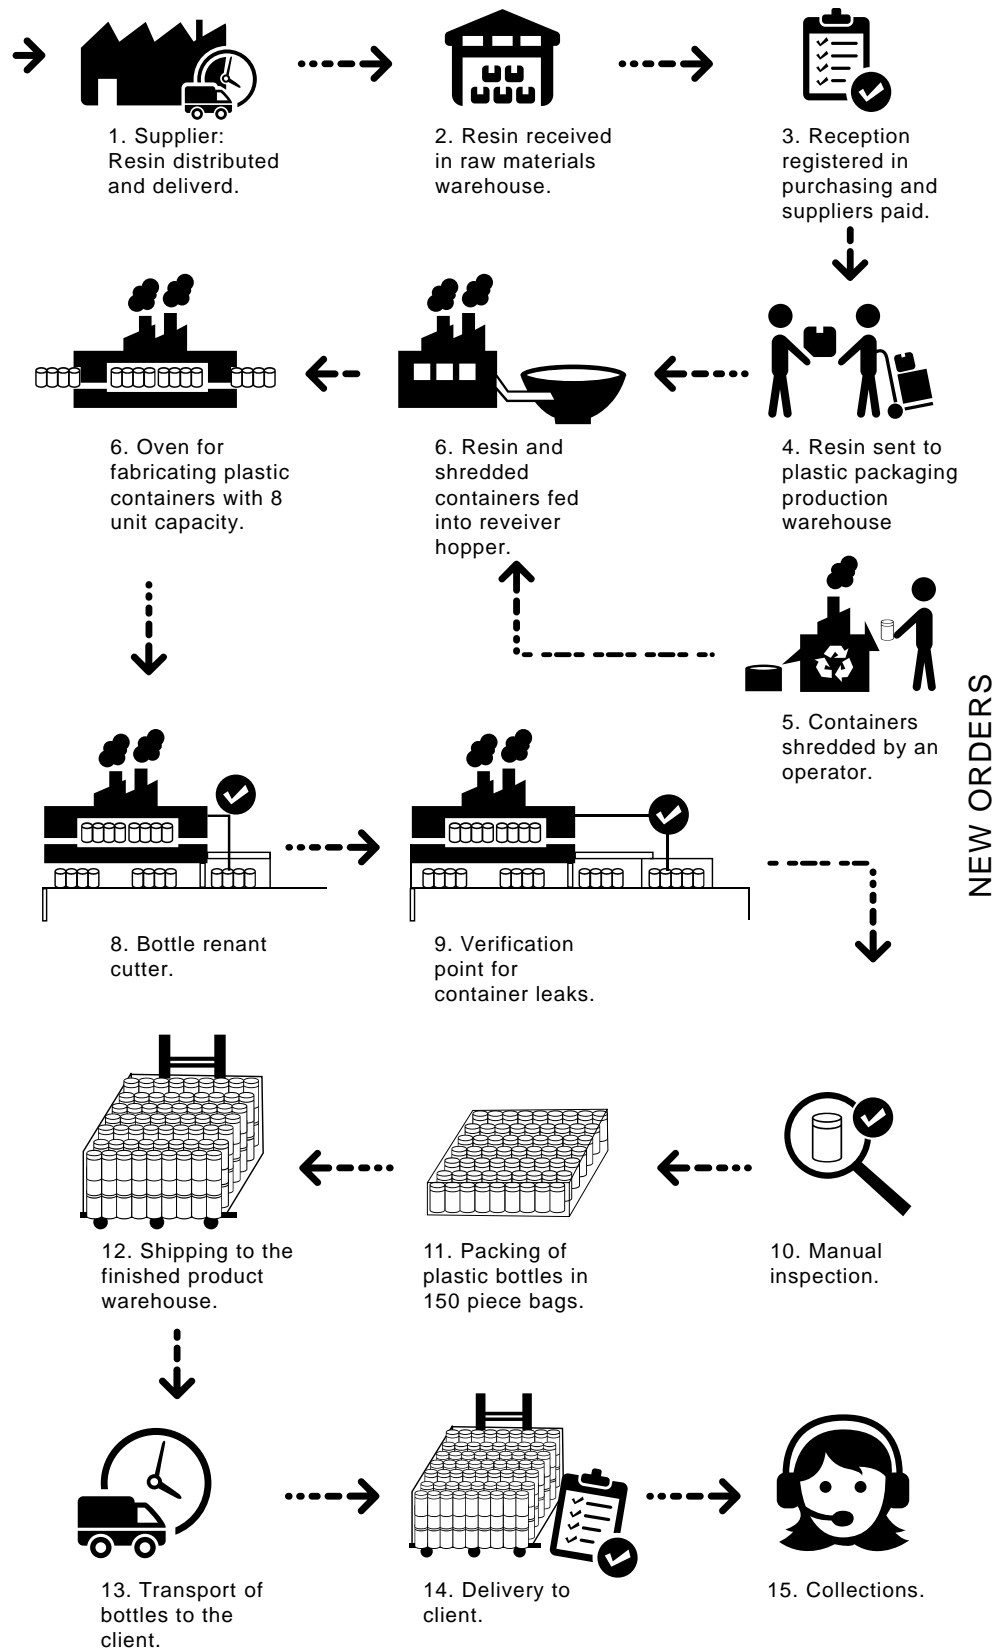 1. Supplier:
Resin distributed
and deliverd.
2. Resin received
in raw materials
warehouse.
3. Reception
registered in
purchasing and
suppliers paid.
6. Oven for
fabricating plastic
containers with 8
unit capacity.
6. Resin and
shredded
containers fed
into reveiver
hopper.
4. Resin sent to
plastic packaging
production
warehouse
5. Containers
shredded by an
operator.
NEW ORDERS
8. Bottle renant
cutter.
9. Verification
point for
container leaks.
12. Shipping to the
finished product
warehouse.
11. Packing of
plastic bottles in
150 piece bags.
10. Manual
inspection.
13. Transport of
bottles to the
client.
14. Delivery to
client.
15. Collections.